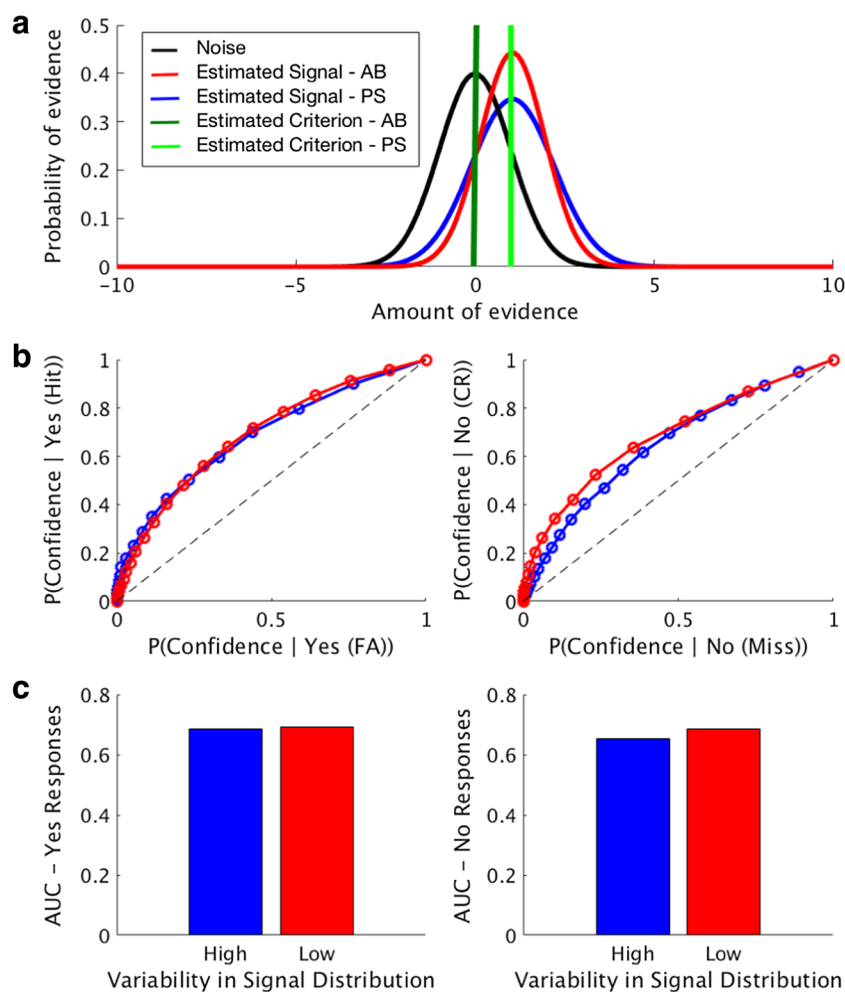 a
Probability of evidence
0.5
0.4
0.3
0.2
0.1
0
Noise
Estimated Signal - AB
Estimated Signal - PS
Estimated Criterion - AB
Estimated Criterion - PS
-10
-5
0
5
10
Amount of evidence
b
P(Confidence | Yes (Hit))
1
0.8
0.6
0.4
0.2
0
0
0.5
1
P(Confidence | Yes (FA))
P(Confidence | No (CR))
1
0.8
0.6
0.4
0.2
0
0
0.5
1
P(Confidence | No (Miss))
c
AUC - Yes Responses
0.8
0.6
0.4
0.2
0
High
Low
Variability in Signal Distribution
AUC - No Responses
0.8
0.6
0.4
0.2
0
High
Low
Variability in Signal Distribution